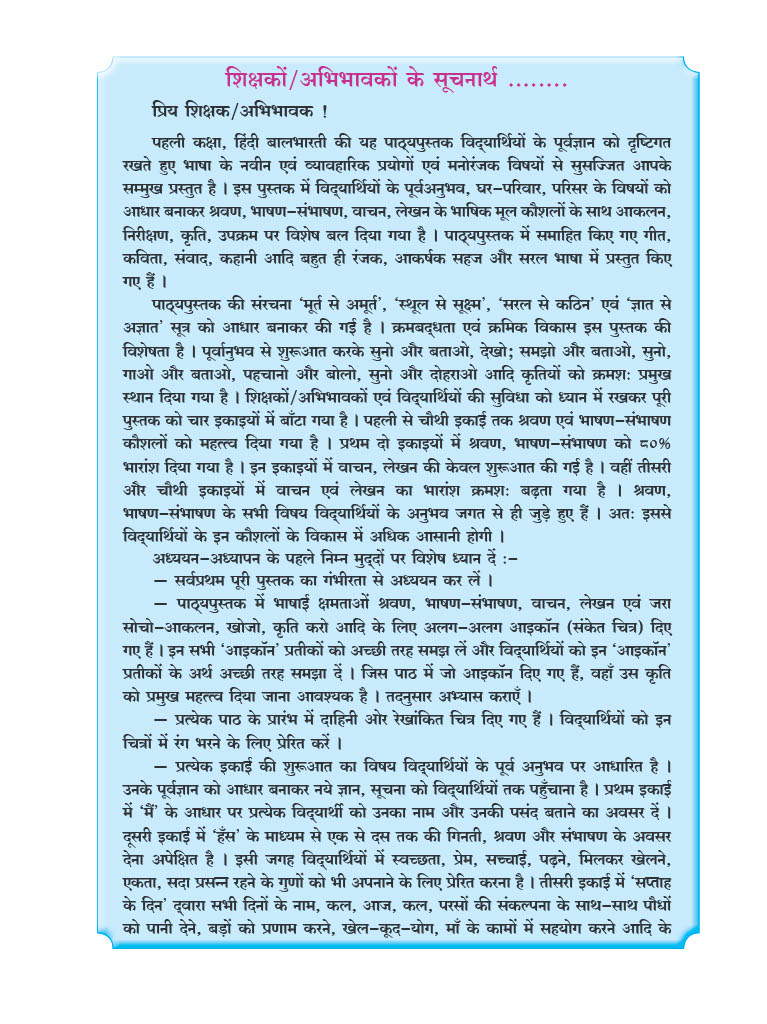 शिक्षकों/अभिभावकों के सूचनार्थ ........
प्रिय शिक्षक/अभिभावक !
पहली कक्षा, हिंदी बालभारती की यह पाठ्यपुस्तक विद्यार्थियों के पूर्वज्ञान को दृष्टिगत
रखते हुए भाषा के नवीन एवं व्यावहारिक प्रयोगों एवं मनोरंजक विषयों से सुसज्जित आपके
सम्मुख प्रस्तुत है । इस पुस्तक में विद्यार्थियों के पूर्वअनुभव, घर-परिवार, परिसर के विषयों को
आधार बनाकर श्रवण, भाषण-संभाषण, वाचन, लेखन के भाषिक मूल कौशलों के साथ आकलन,
निरीक्षण, कृति, उपक्रम पर विशेष बल दिया गया है । पाठ्यपुस्तक में समाहित किए गए गीत,
कविता, संवाद, कहानी आदि बहुत ही रंजक, आकर्षक सहज और सरल भाषा में प्रस्तुत किए
गए हैं ।
पाठ्यपुस्तक की संरचना ‘मूर्त से अमूर्त’, ‘स्थूल से सूक्ष्म’, ‘सरल से कठिन’ एवं ‘ज्ञात से
अज्ञात’ सूत्र को आधार बनाकर की गई है । क्रमबद्धता एवं क्रमिक विकास इस पुस्तक की
विशेषता है । पूर्वानुभव से शुरूआत करके सुनो और बताओ, देखो; समझो और बताओ, सुनो,
गाओ और बताओ, पहचानो और बोलो, सुनो और दोहराओ आदि कृतियों को क्रमशः प्रमुख
स्थान दिया गया है । शिक्षकों/अभिभावकों एवं विद्यार्थियों की सुविधा को ध्यान में रखकर पूरी
पुस्तक को चार इकाइयों में बाँटा गया है । पहली से चौथी इकाई तक श्रवण एवं भाषण-संभाषण
कौशलों को महत्त्व दिया गया है । प्रथम दो इकाइयों में श्रवण, भाषण-संभाषण को ८०%
भारांश दिया गया है । इन इकाइयों में वाचन, लेखन की केवल शुरूआत की गई है । वहीं तीसरी
और चौथी इकाइयों में वाचन एवं लेखन का भारांश क्रमशः बढ़ता गया है । श्रवण,
भाषण-संभाषण के सभी विषय विद्यार्थियों के अनुभव जगत से ही जुड़े हुए हैं । अतः इससे
विद्यार्थियों के इन कौशलों के विकास में अधिक आसानी होगी ।
अध्ययन-अध्यापन के पहले निम्न मुद्दों पर विशेष ध्यान दें :-
– सर्वप्रथम पूरी पुस्तक का गंभीरता से अध्ययन कर लें ।
– पाठ्यपुस्तक में भाषाई क्षमताओं श्रवण, भाषण-संभाषण, वाचन, लेखन एवं जरा
सोचो-आकलन, खोजो, कृति करो आदि के लिए अलग-अलग आइकॉन (संकेत चित्र) दिए
गए हैं । इन सभी ‘आइकॉन’ प्रतीकों को अच्छी तरह समझ लें और विद्यार्थियों को इन ‘आइकॉन’
प्रतीकों के अर्थ अच्छी तरह समझा दें । जिस पाठ में जो आइकॉन दिए गए हैं, वहाँ उस कृति
को प्रमुख महत्त्व दिया जाना आवश्यक है । तदनुसार अभ्यास कराएँ ।
– प्रत्येक पाठ के प्रारंभ में दाहिनी ओर रेखांकित चित्र दिए गए हैं । विद्यार्थियों को इन
चित्रों में रंग भरने के लिए प्रेरित करें ।
– प्रत्येक इकाई की शुरूआत का विषय विद्यार्थियों के पूर्व अनुभव पर आधारित है ।
उनके पूर्वज्ञान को आधार बनाकर नये ज्ञान, सूचना को विद्यार्थियों तक पहुँचाना है । प्रथम इकाई
में ‘मैं’ के आधार पर प्रत्येक विद्यार्थी को उनका नाम और उनकी पसंद बताने का अवसर दें ।
दूसरी इकाई में ‘हँस’ के माध्यम से एक से दस तक की गिनती, श्रवण और संभाषण के अवसर
देना अपेक्षित है । इसी जगह विद्यार्थियों में स्वच्छता, प्रेम, सच्चाई, पढ़ने, मिलकर खेलने,
एकता, सदा प्रसन्न रहने के गुणों को भी अपनाने के लिए प्रेरित करना है । तीसरी इकाई में ‘सप्ताह
के दिन’ द्वारा सभी दिनों के नाम, कल, आज, कल, परसों की संकल्पना के साथ-साथ पौधों
को पानी देने, बड़ों को प्रणाम करने, खेल-कूद-योग, माँ के कामों में सहयोग करने आदि के